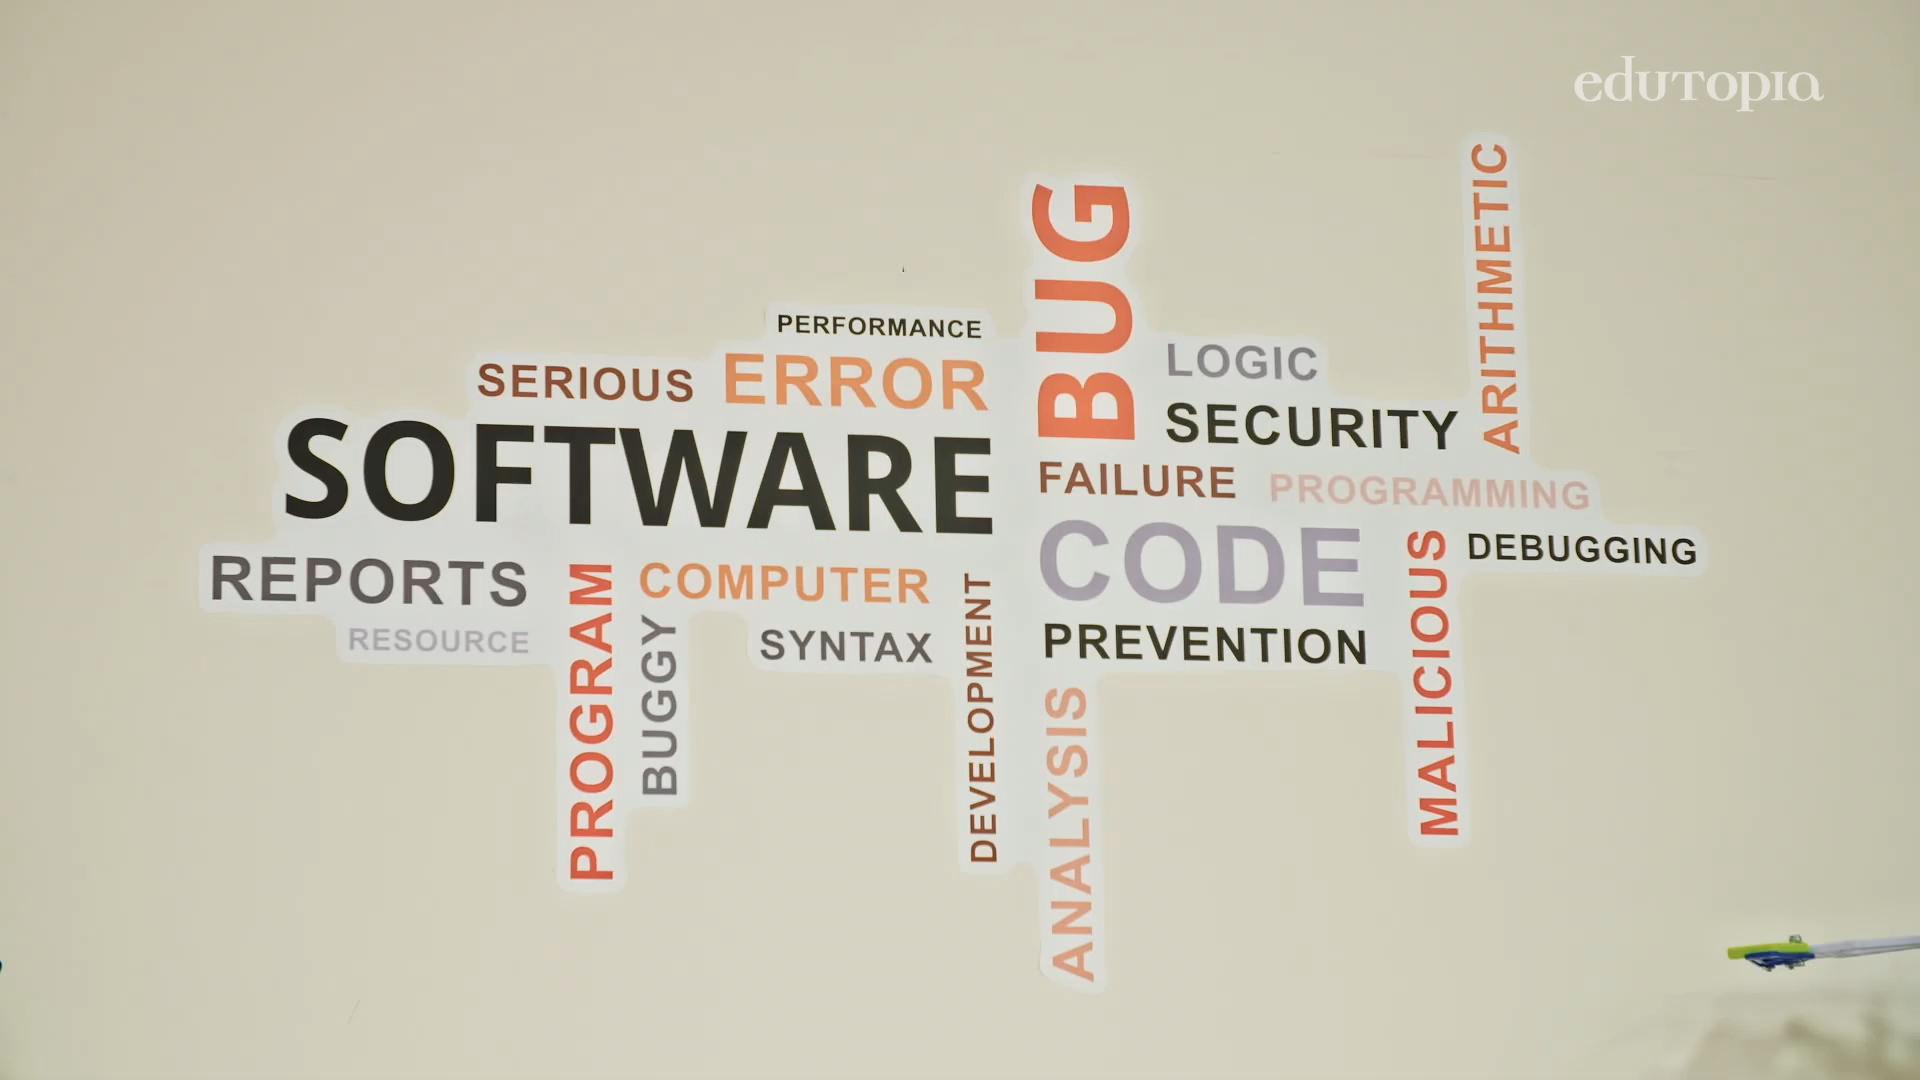 edutopia
ARITHMETIC
BUG
PERFORMANCE
LOGIC
SERIOUS ERROR
SECURITY
SOFTWARE
FAILURE PROGRAMMING
CODE
DEBUGGING
REPORTS
PROGRAM
COMPUTER
DEVELOPMENT
MALICIOUS
RESOURCE
BUGGY
SYNTAX
PREVENTION
ANALYSIS